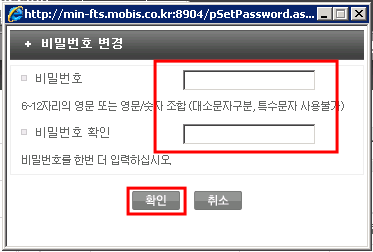 http://min-fts.mobis.co.kr:8904/pSetPassword.as...
+ 비밀번호 변경
비밀번호
6~12자리의 영문 또는 영문/숫자 조합 (대소문자구분, 특수문자 사용불가)
비밀번호 확인
비밀번호를 한번 더 입력하십시오.
확인 취소